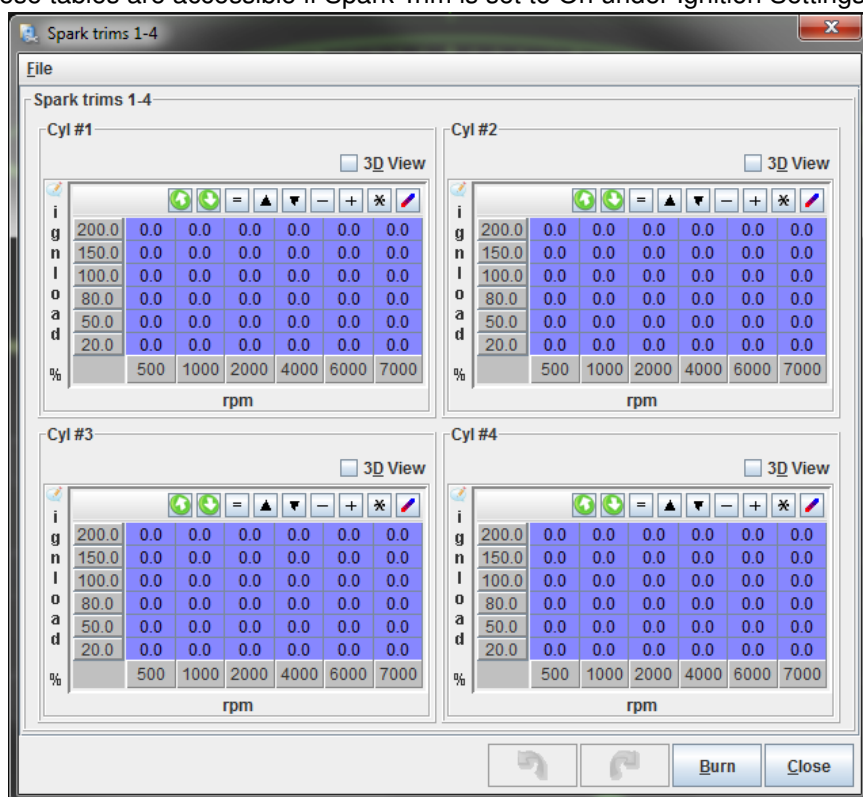 ose tables are accessible if Spark Trim is set to On under Ignition Settings
Spark trims 1-4
File
Spark trims 1-4
Cyl #1
3D View
= - + *
ignload %
200.0 0.0 0.0 0.0 0.0 0.0 0.0
150.0 0.0 0.0 0.0 0.0 0.0 0.0
100.0 0.0 0.0 0.0 0.0 0.0 0.0
80.0 0.0 0.0 0.0 0.0 0.0 0.0
50.0 0.0 0.0 0.0 0.0 0.0 0.0
20.0 0.0 0.0 0.0 0.0 0.0 0.0
500 1000 2000 4000 6000 7000
rpm
Cyl #2
3D View
= - + *
ignload %
200.0 0.0 0.0 0.0 0.0 0.0 0.0
150.0 0.0 0.0 0.0 0.0 0.0 0.0
100.0 0.0 0.0 0.0 0.0 0.0 0.0
80.0 0.0 0.0 0.0 0.0 0.0 0.0
50.0 0.0 0.0 0.0 0.0 0.0 0.0
20.0 0.0 0.0 0.0 0.0 0.0 0.0
500 1000 2000 4000 6000 7000
rpm
Cyl #3
3D View
= - + *
ignload %
200.0 0.0 0.0 0.0 0.0 0.0 0.0
150.0 0.0 0.0 0.0 0.0 0.0 0.0
100.0 0.0 0.0 0.0 0.0 0.0 0.0
80.0 0.0 0.0 0.0 0.0 0.0 0.0
50.0 0.0 0.0 0.0 0.0 0.0 0.0
20.0 0.0 0.0 0.0 0.0 0.0 0.0
500 1000 2000 4000 6000 7000
rpm
Cyl #4
3D View
= - + *
ignload %
200.0 0.0 0.0 0.0 0.0 0.0 0.0
150.0 0.0 0.0 0.0 0.0 0.0 0.0
100.0 0.0 0.0 0.0 0.0 0.0 0.0
80.0 0.0 0.0 0.0 0.0 0.0 0.0
50.0 0.0 0.0 0.0 0.0 0.0 0.0
20.0 0.0 0.0 0.0 0.0 0.0 0.0
500 1000 2000 4000 6000 7000
rpm
Burn Close